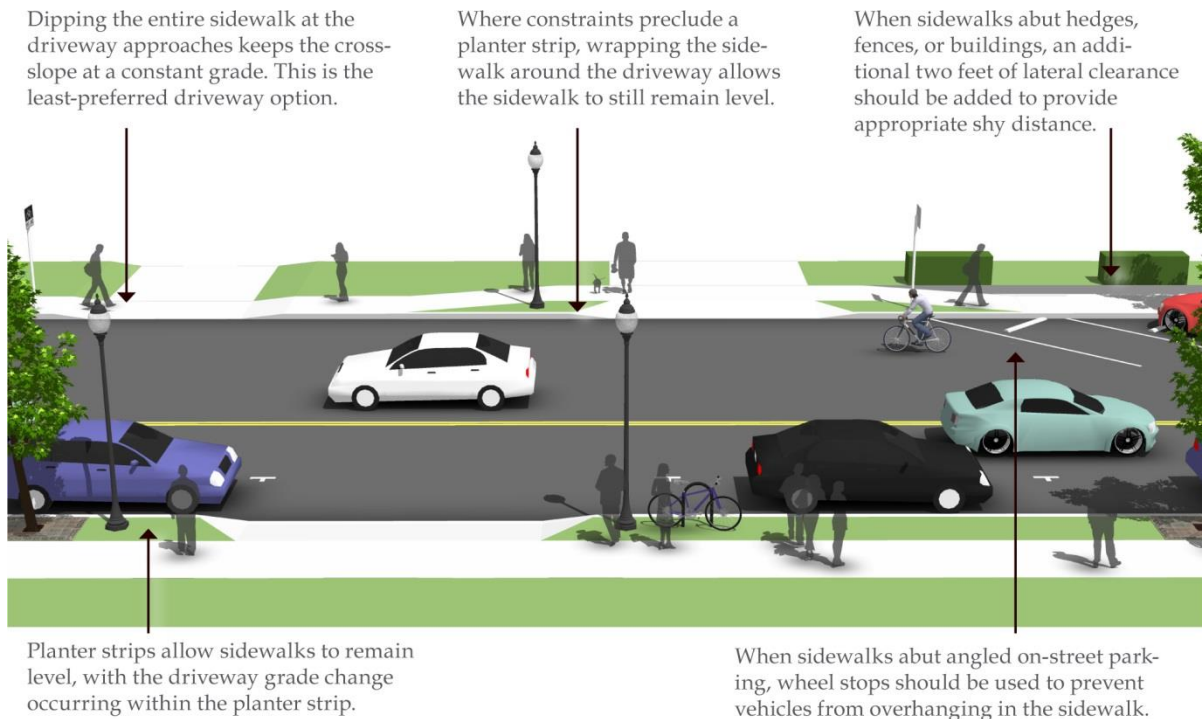 Dipping the entire sidewalk at the
driveway approaches keeps the cross-
slope at a constant grade. This is the
least-preferred driveway option.
Where constraints preclude a
planter strip, wrapping the side-
walk around the driveway allows
the sidewalk to still remain level.
When sidewalks abut hedges,
fences, or buildings, an addi-
tional two feet of lateral clearance
should be added to provide
appropriate shy distance.
Planter strips allow sidewalks to remain
level, with the driveway grade change
occurring within the planter strip.
When sidewalks abut angled on-street park-
ing, wheel stops should be used to prevent
vehicles from overhanging in the sidewalk.